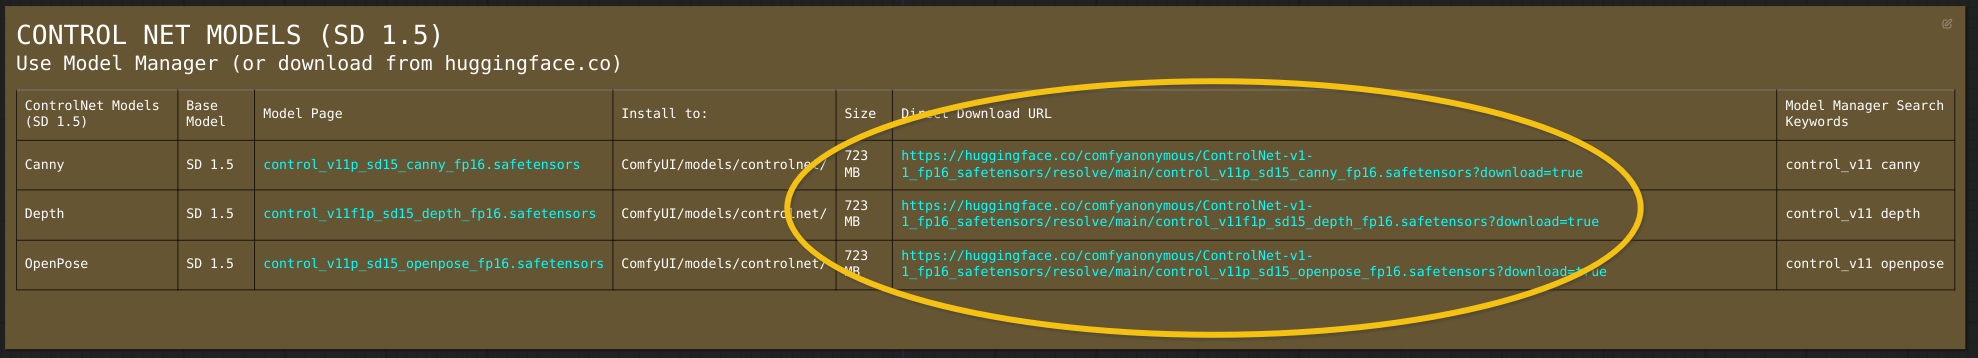 CONTROL NET MODELS (SD 1.5)
Use Model Manager (or download from huggingface.co)
ControlNet Models (SD 1.5)
Base Model
Model Page
Install to:
Size
Direct Download URL
Model Manager Search Keywords
Canny
SD 1.5
control_v11p_sd15_canny_fp16.safetensors
ComfyUI/models/controlnet/
723 MB
https://huggingface.co/comfyanonymous/ControlNet-v1-
1_fp16_safetensors/resolve/main/control_v11p_sd15_canny_fp16.safetensors?download=true
control_v11 canny
Depth
SD 1.5
control_v11f1p_sd15_depth_fp16.safetensors
ComfyUI/models/controlnet/
723 MB
https://huggingface.co/comfyanonymous/ControlNet-v1-
1_fp16_safetensors/resolve/main/control_v11f1p_sd15_depth_fp16.safetensors?download=true
control_v11 depth
OpenPose
SD 1.5
control_v11p_sd15_openpose_fp16.safetensors
ComfyUI/models/controlnet/
723 MB
https://huggingface.co/comfyanonymous/ControlNet-v1-
1_fp16_safetensors/resolve/main/control_v11p_sd15_openpose_fp16.safetensors?download=true
control_v11 openpose